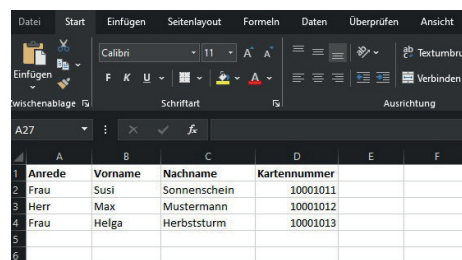 Datei Start Einfügen Seitenlayout Formeln Daten Überprüfen Ansicht
Calibri 11 A A Textumbru
Einfügen F K U A Verbinden
Zwischenablage Schriftart Ausrichtung
A27 fx
A B C D E F
1 Anrede Vorname Nachname Kartennummer
2 Frau Susi Sonnenschein 10001011
3 Herr Max Mustermann 10001012
4 Frau Helga Herbststurm 10001013
5
6